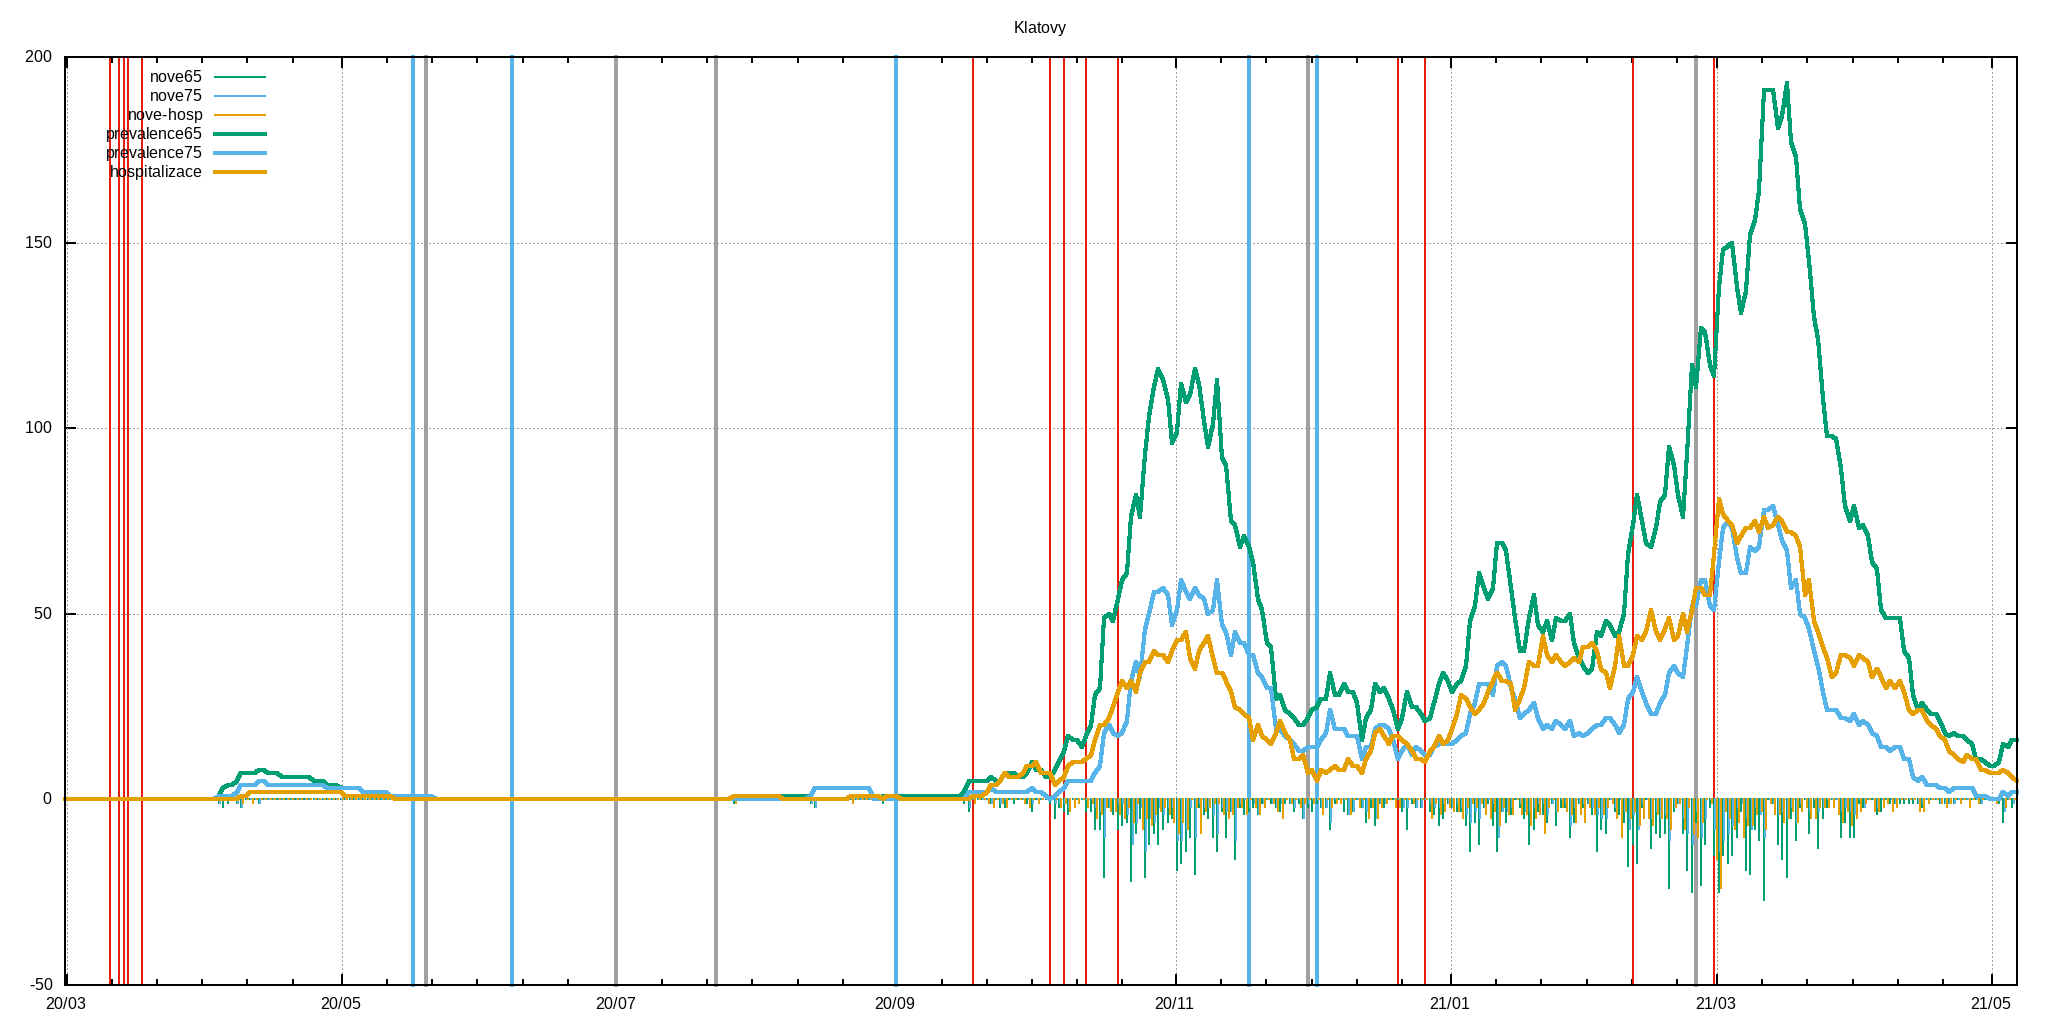 Klatovy
200
nove65
nove75
nove-hosp
prevalence65
prevalence75
hospitalizace
150
100
50
0
-50
20/03 20/05 20/07 20/09 20/11 21/01 21/03 21/05